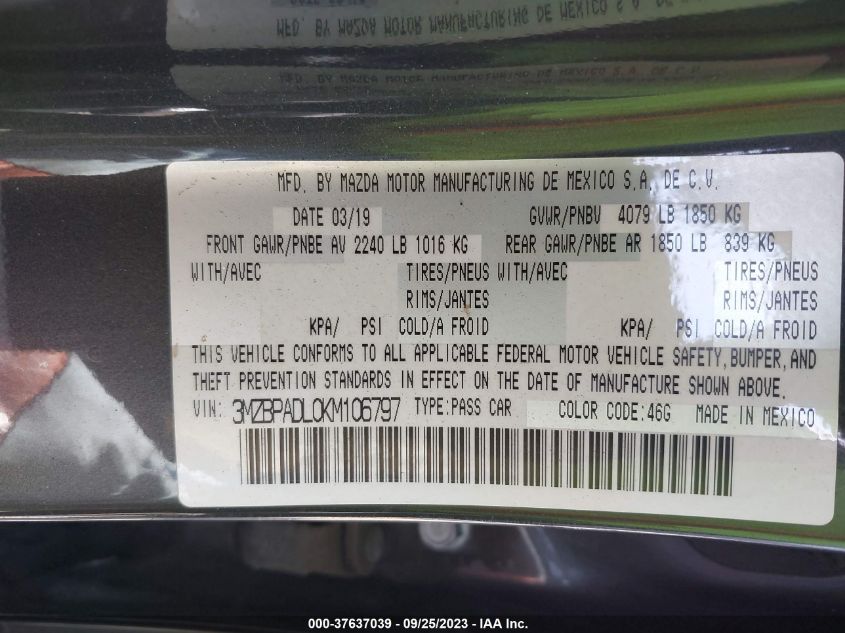 MFD. BY MAZDA MOTOR MANUFACTURING DE MEXICO S.A. DE C.V.
DATE 03/19 GVWR/PNBV 4079 LB 1850 KG
FRONT GAWR/PNBE AV 2240 LB 1016 KG REAR GAWR/PNBE AR 1850 LB 839 KG
WITH/AVEC TIRES/PNEUS WITH/AVEC TIRES/PNEUS
RIMS/JANTES RIMS/JANTES
KPA/ PSI COLD/A FROID KPA/ PSI COLD/A FROID
THIS VEHICLE CONFORMS TO ALL APPLICABLE FEDERAL MOTOR VEHICLE SAFETY, BUMPER, AND
THEFT PREVENTION STANDARDS IN EFFECT ON THE DATE OF MANUFACTURE SHOWN ABOVE.
VIN: 3MZBPADL0KM106797 TYPE:PASS CAR COLOR CODE:46G MADE IN MEXICO
000-37637039 - 09/25/2023 - IAA Inc.